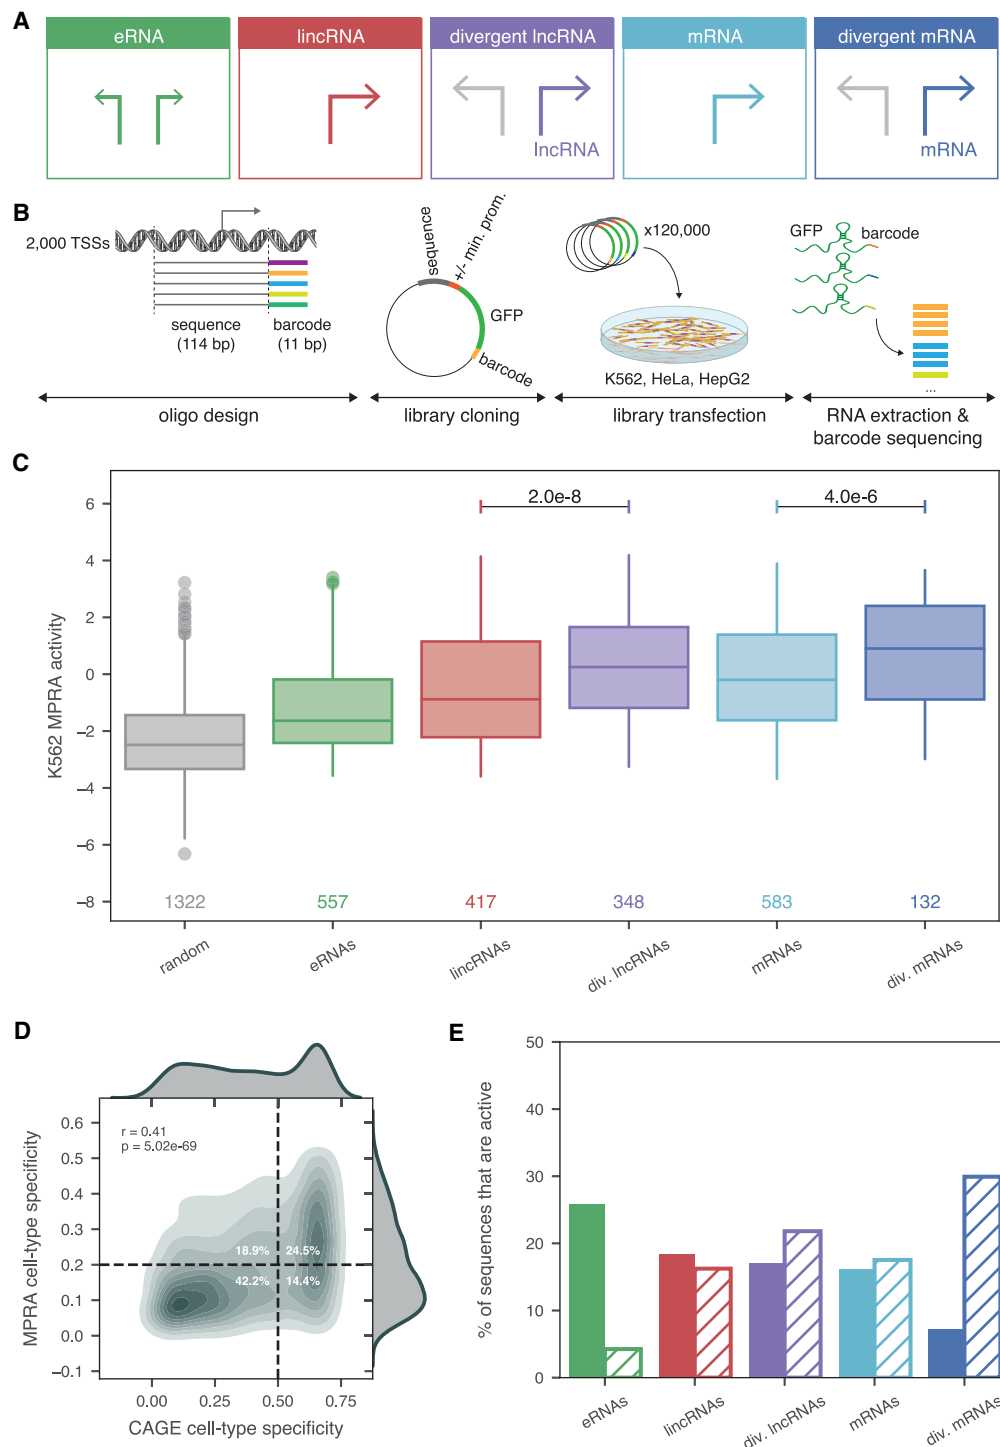 A
eRNA
lincRNA
divergent lncRNA
mRNA
divergent mRNA
lncRNA
mRNA
B
2,000 TSSs
sequence
(114 bp)
barcode
(11 bp)
sequence
+/- min. prom.
GFP
barcode
x120,000
K562, HeLa, HepG2
GFP
barcode
...
oligo design
library cloning
library transfection
RNA extraction &
barcode sequencing
C
K562 MPRA activity
6
4
2
0
−2
−4
−6
−8
2.0e-8
4.0e-6
1322
557
417
348
583
132
random
eRNAs
lincRNAs
div. lncRNAs
mRNAs
div. mRNAs
D
MPRA cell-type specificity
0.6
0.5
0.4
0.3
0.2
0.1
0.0
−0.1
r = 0.41
p = 5.02e-69
18.9%
24.5%
42.2%
14.4%
0.00
0.25
0.50
0.75
CAGE cell-type specificity
E
% of sequences that are active
50
40
30
20
10
0
eRNAs
lincRNAs
div. lncRNAs
mRNAs
div. mRNAs